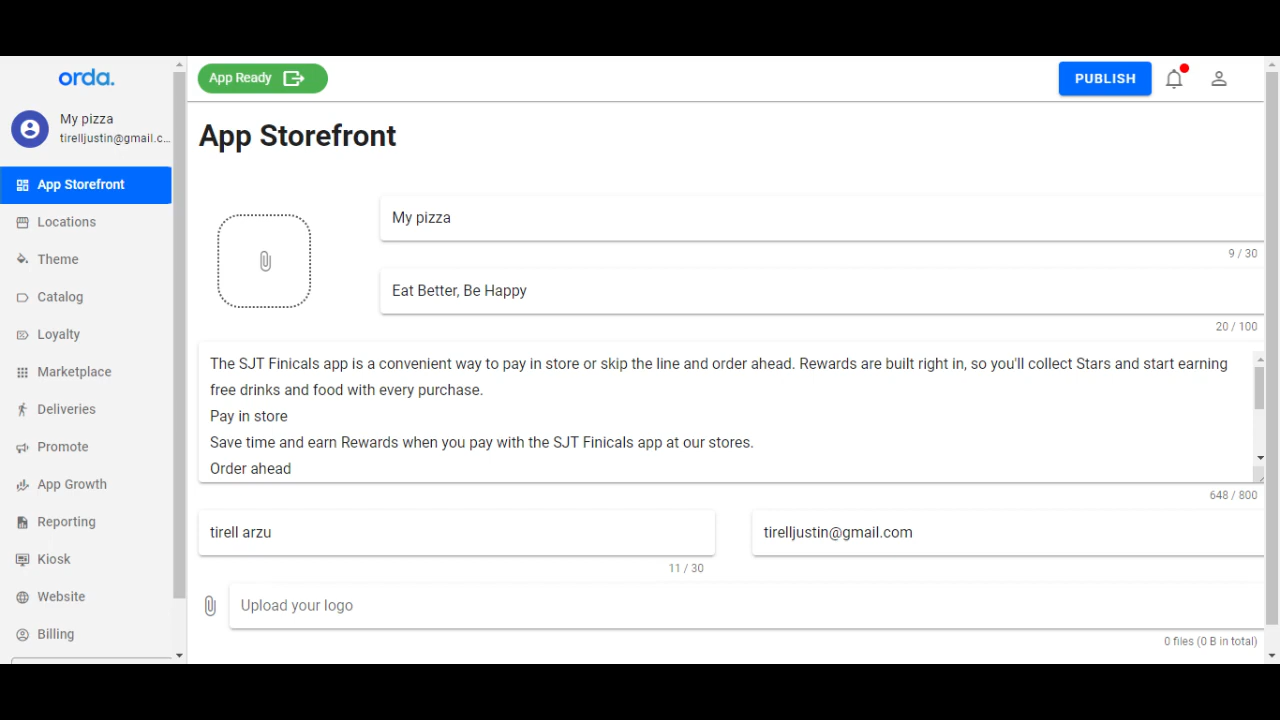 orda.
App Ready
PUBLISH
My pizza
tirelljustin@gmail.c...
App Storefront
Locations
Theme
Catalog
Loyalty
Marketplace
Deliveries
Promote
App Growth
Reporting
Kiosk
Website
Billing
App Storefront
My pizza
9 / 30
Eat Better, Be Happy
20 / 100
The SJT Finicals app is a convenient way to pay in store or skip the line and order ahead. Rewards are built right in, so you'll collect Stars and start earning
free drinks and food with every purchase.
Pay in store
Save time and earn Rewards when you pay with the SJT Finicals app at our stores.
Order ahead
648 / 800
tirell arzu
11 / 30
tirelljustin@gmail.com
Upload your logo
0 files (0 B in total)